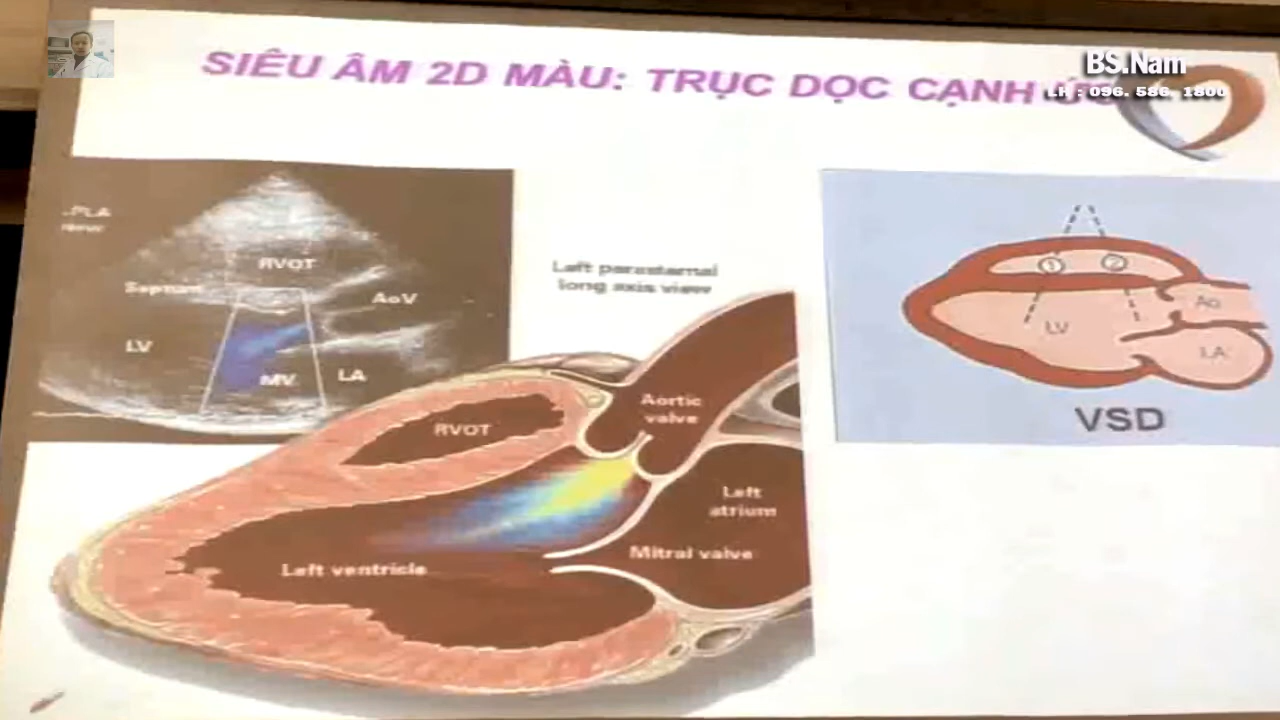 SIÊU ÂM 2D MÀU: TRỤC DỌC CẠNH
BS.Nam
LH : 096. 586. 1800
PLA
view
RVOT
Septum
AoV
LV
MV
LA
Left parasternal
long axis view
Aortic
valve
RVOT
Left
atrium
Mitral valve
Left ventricle
1
2
LV
Ao
LA
VSD